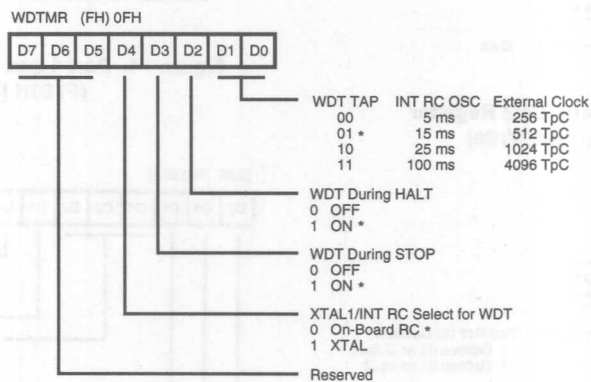 WDTMR (FH) 0FH
D7 D6 D5 D4 D3 D2 D1 D0
WDT TAP INT RC OSC External Clock
00 5 ms 256 TpC
01 * 15 ms 512 TpC
10 25 ms 1024 TpC
11 100 ms 4096 TpC
WDT During HALT
0 OFF
1 ON *
WDT During STOP
0 OFF
1 ON *
XTAL1/INT RC Select for WDT
0 On-Board RC *
1 XTAL
Reserved